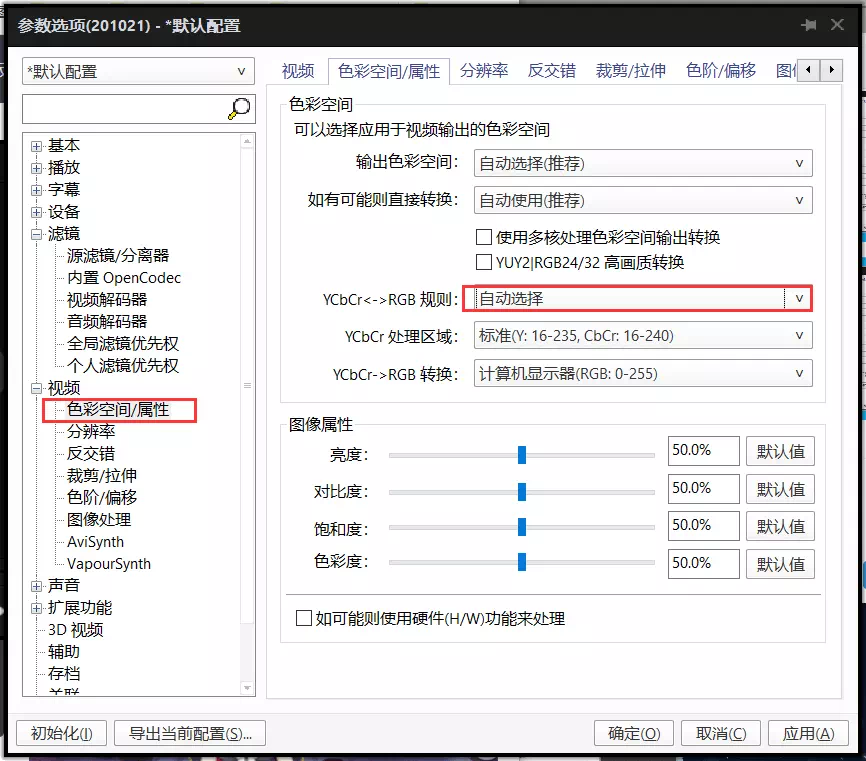 参数选项(201021) - *默认配置
*默认配置
基本
播放
字幕
设备
滤镜
源滤镜/分离器
内置 OpenCodec
视频解码器
音频解码器
全局滤镜优先权
个人滤镜优先权
视频
色彩空间/属性
分辨率
反交错
裁剪/拉伸
色阶/偏移
图像处理
AviSynth
VapourSynth
声音
扩展功能
3D 视频
辅助
存档
关联
视频 色彩空间/属性 分辨率 反交错 裁剪/拉伸 色阶/偏移
色彩空间
可以选择应用于视频输出的色彩空间
输出色彩空间: 自动选择(推荐)
如有可能则直接转换: 自动使用(推荐)
使用多核处理色彩空间输出转换
YUY2|RGB24/32 高画质转换
YCbCr<->RGB 规则: 自动选择
YCbCr 处理区域: 标准(Y: 16-235, CbCr: 16-240)
YCbCr->RGB 转换: 计算机显示器(RGB: 0-255)
图像属性
亮度: 50.0% 默认值
对比度: 50.0% 默认值
饱和度: 50.0% 默认值
色彩度: 50.0% 默认值
如可能则使用硬件(H/W)功能来处理
初始化(I) 导出当前配置(S)... 确定(O) 取消(C) 应用(A)